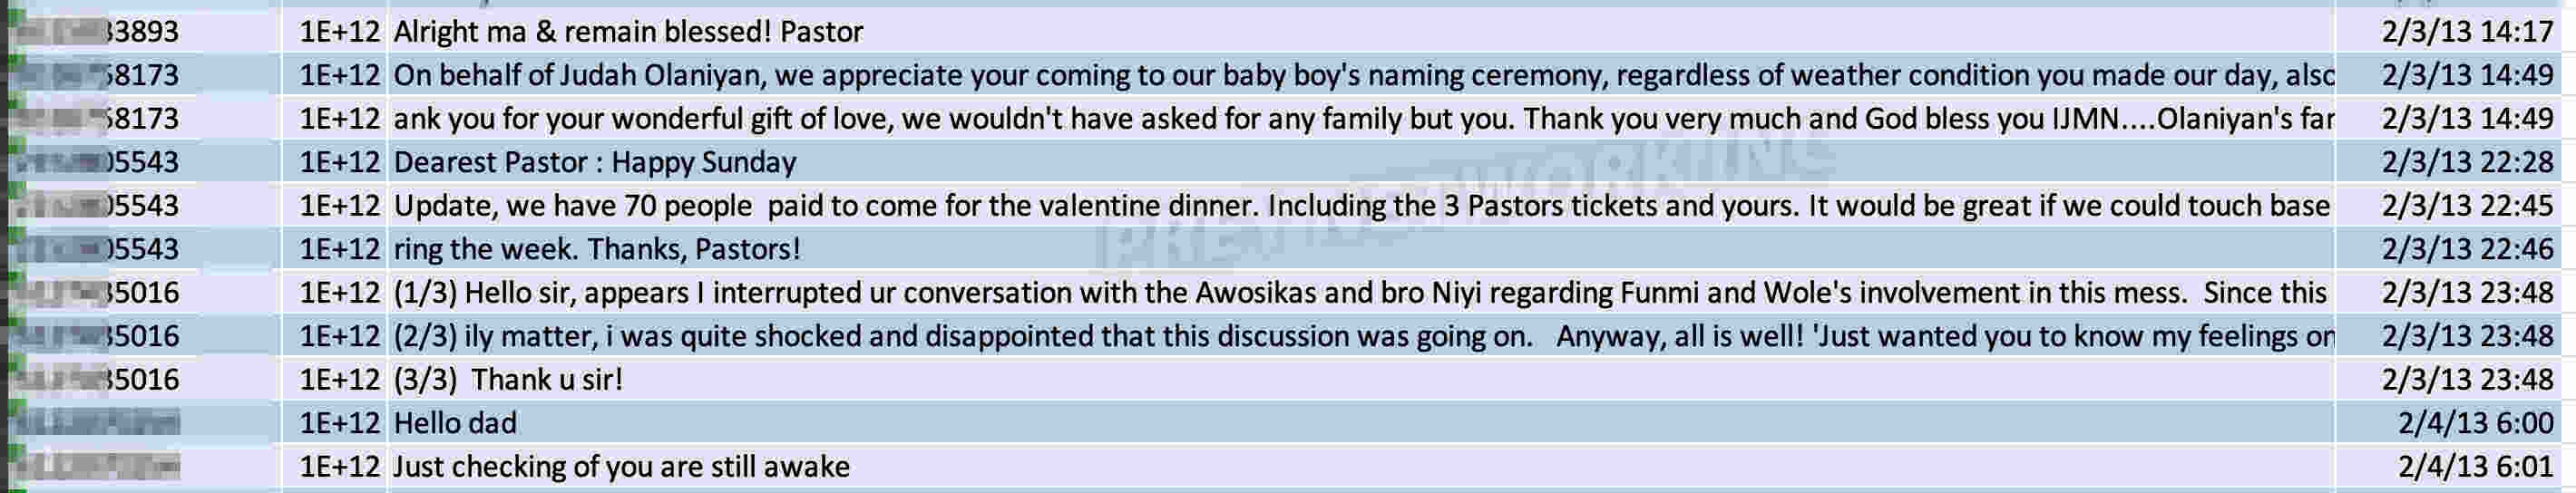 33893 1E+12 Alright ma & remain blessed! Pastor 2/3/13 14:17
58173 1E+12 On behalf of Judah Olaniyan, we appreciate your coming to our baby boy's naming ceremony, regardless of weather condition you made our day, also 2/3/13 14:49
58173 1E+12 ank you for your wonderful gift of love, we wouldn't have asked for any family but you. Thank you very much and God bless you IJMN....Olaniyan's far 2/3/13 14:49
05543 1E+12 Dearest Pastor : Happy Sunday 2/3/13 22:28
05543 1E+12 Update, we have 70 people paid to come for the valentine dinner. Including the 3 Pastors tickets and yours. It would be great if we could touch base 2/3/13 22:45
05543 1E+12 ring the week. Thanks, Pastors! 2/3/13 22:46
35016 1E+12 (1/3) Hello sir, appears I interrupted ur conversation with the Awosikas and bro Niyi regarding Funmi and Wole's involvement in this mess. Since this 2/3/13 23:48
35016 1E+12 (2/3) ily matter, i was quite shocked and disappointed that this discussion was going on. Anyway, all is well! 'Just wanted you to know my feelings on 2/3/13 23:48
35016 1E+12 (3/3) Thank u sir! 2/3/13 23:48
1E+12 Hello dad 2/4/13 6:00
1E+12 Just checking of you are still awake 2/4/13 6:01